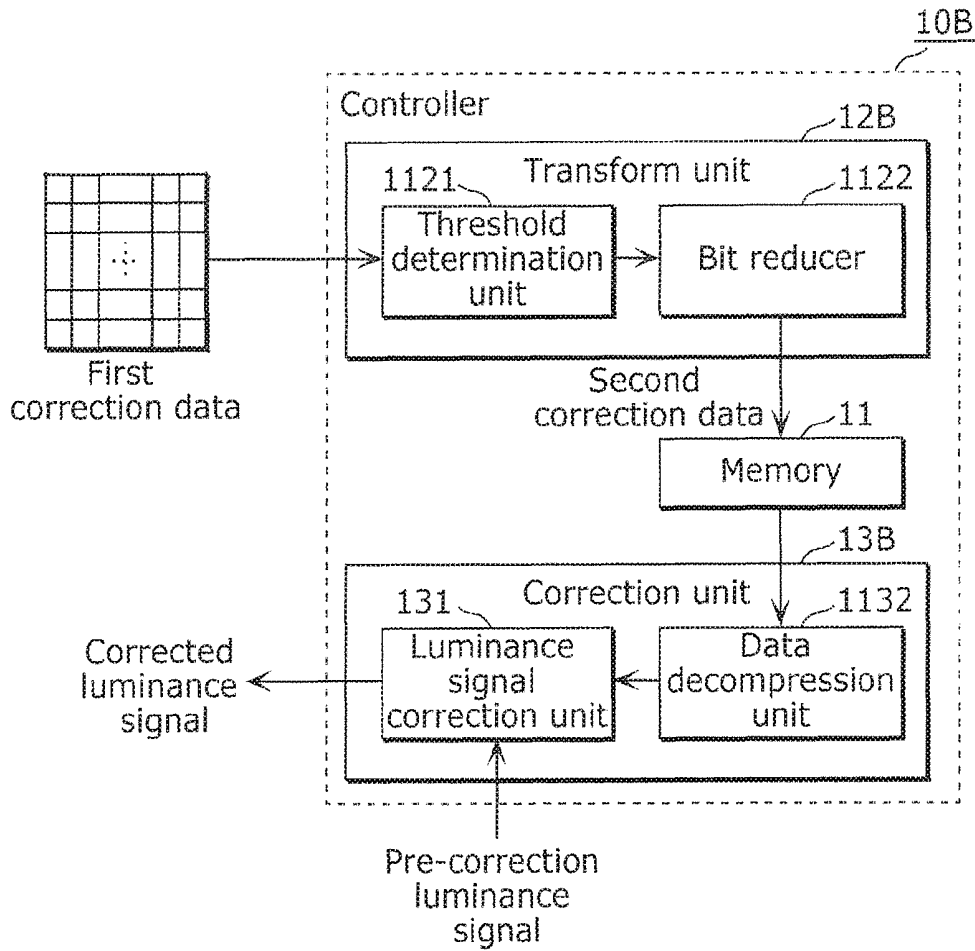 10B
Controller
12B
Transform unit
1121
1122
Threshold
determination
unit
Bit reducer
First
correction data
Second
correction data
11
Memory
13B
Correction unit
131
1132
Luminance
signal
correction unit
Data
decompression
unit
Corrected
luminance
signal
Pre-correction
luminance
signal